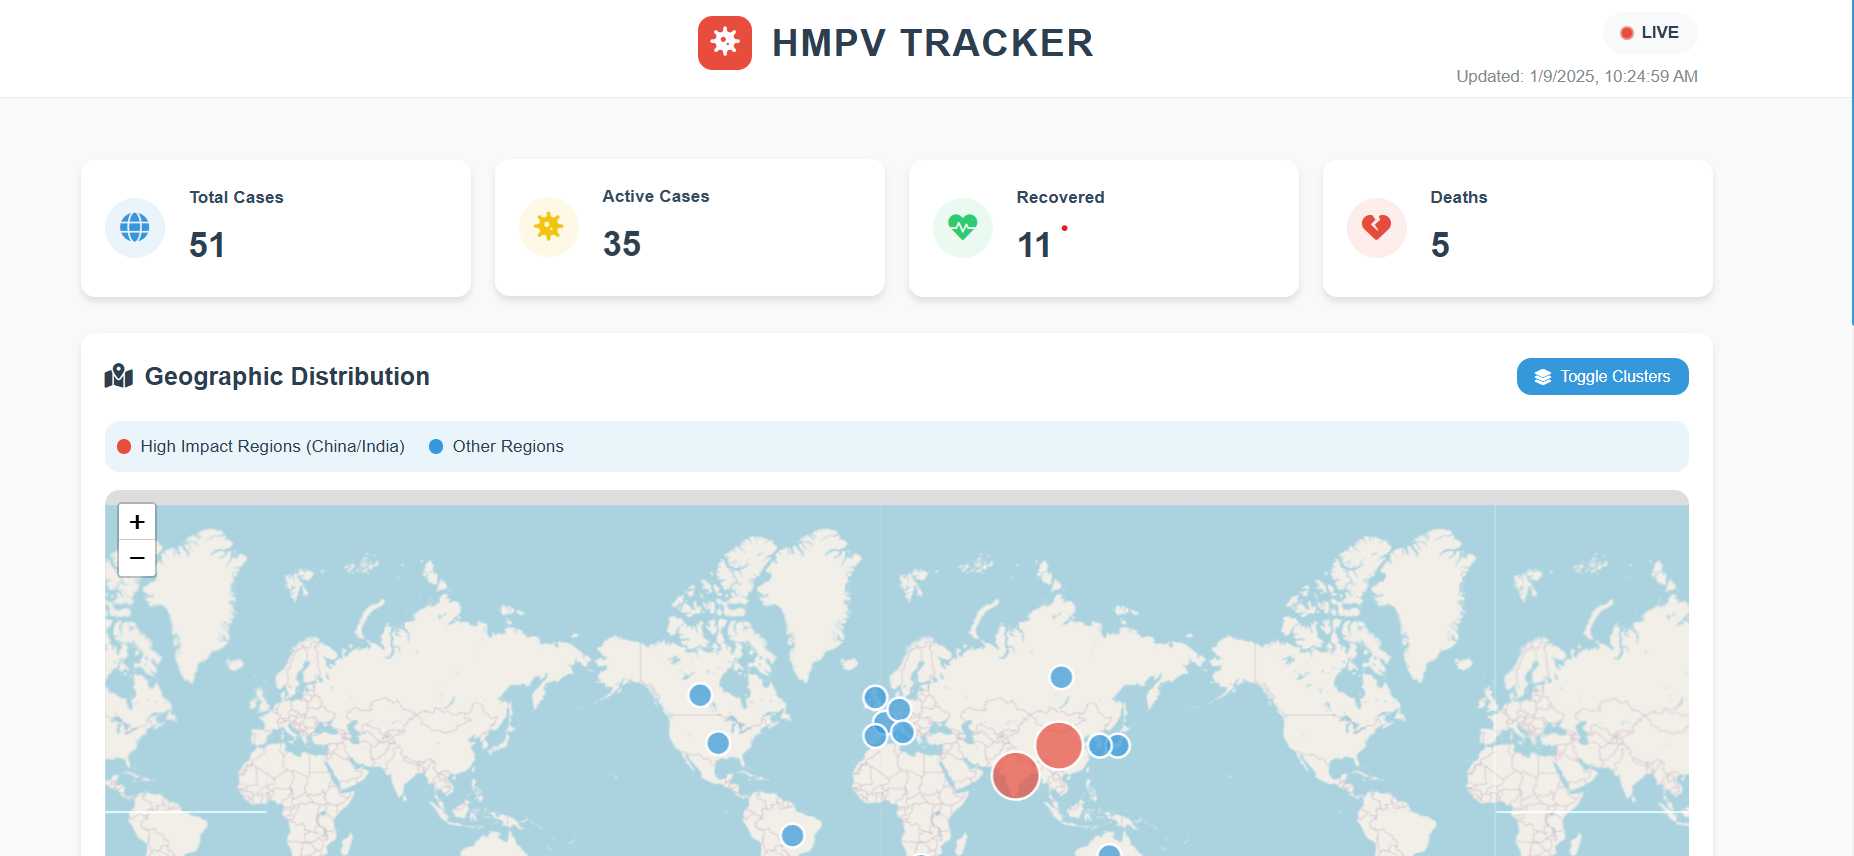 HMPV TRACKER
LIVE
Updated: 1/9/2025, 10:24:59 AM
Total Cases
51
Active Cases
35
Recovered
11
Deaths
5
Geographic Distribution
Toggle Clusters
High Impact Regions (China/India)
Other Regions
+
−